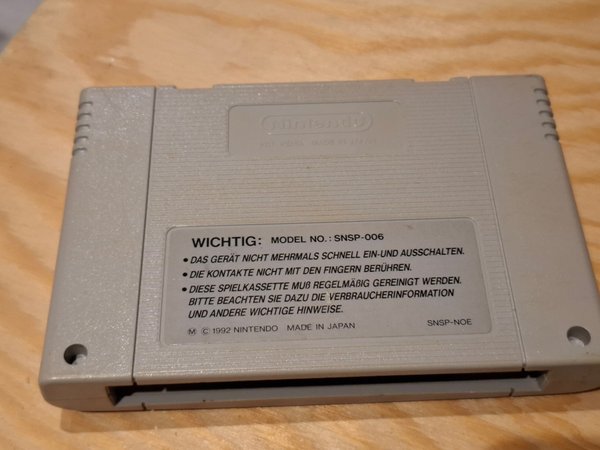 Nintendo
WICHTIG: MODEL NO.: SNSP-006
• DAS GERÄT NICHT MEHRMALS SCHNELL EIN-UND AUSSCHALTEN.
• DIE KONTAKTE NICHT MIT DEN FINGERN BERÜHREN.
• DIESE SPIELKASSETTE MUß REGELMÄßIG GEREINIGT WERDEN.
BITTE BEACHTEN SIE DAZU DIE VERBRAUCHERINFORMATION
UND ANDERE WICHTIGE HINWEISE.
Ⓜ © 1992 NINTENDO MADE IN JAPAN SNSP-NOE